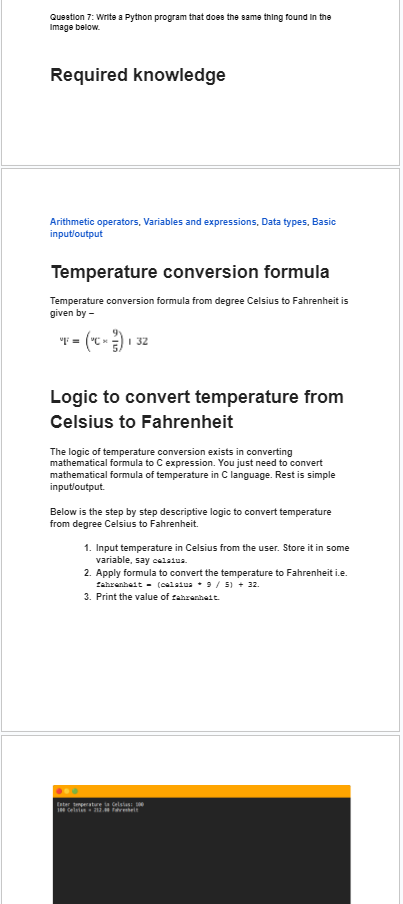 Question 7: Write a Python program that does the same thing found in the
image below.
Required knowledge
Arithmetic operators, Variables and expressions, Data types, Basic
input/output
Temperature conversion formula
Temperature conversion formula from degree Celsius to Fahrenheit is
given by –
°F = (°C × 9/5) + 32
Logic to convert temperature from
Celsius to Fahrenheit
The logic of temperature conversion exists in converting
mathematical formula to C expression. You just need to convert
mathematical formula of temperature in C language. Rest is simple
input/output.
Below is the step by step descriptive logic to convert temperature
from degree Celsius to Fahrenheit.
1. Input temperature in Celsius from the user. Store it in some
variable, say celsius.
2. Apply formula to convert the temperature to Fahrenheit i.e.
fahrenheit = (celsius * 9 / 5) + 32.
3. Print the value of fahrenheit.
Enter temperature in Celsius: 100
100 Celsius = 212.00 Fahrenheit